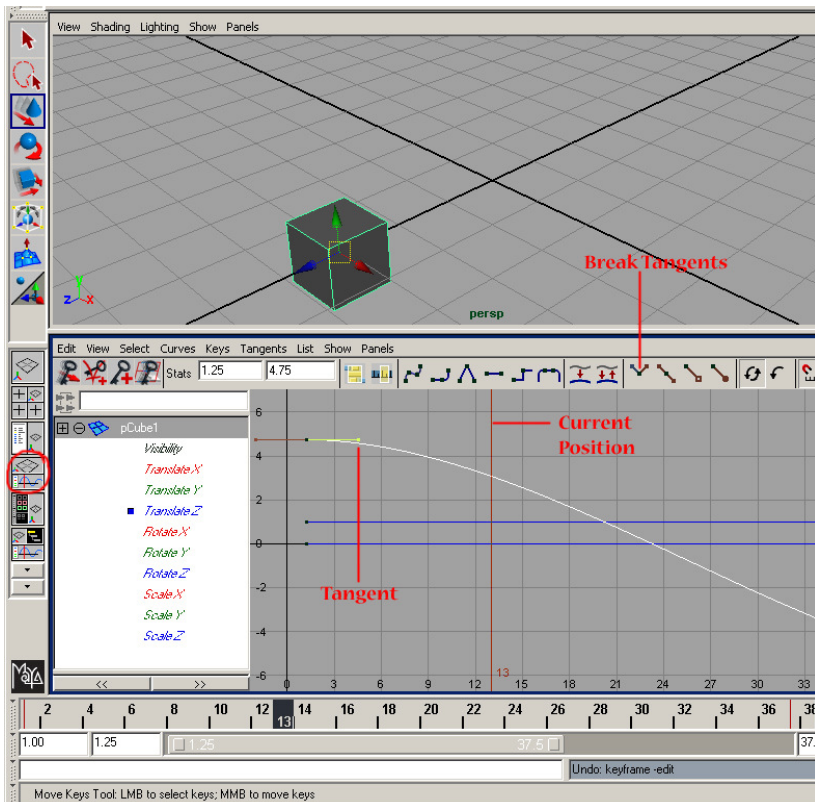 View Shading Lighting Show Panels
Break Tangents
z x
y
persp
Edit View Select Curves Keys Tangents List Show Panels
Stats 1.25 4.75
pCube1
Visibility
Translate X
Translate Y
Translate Z
Rotate X
Rotate Y
Rotate Z
Scale X
Scale Y
Scale Z
<< >>
6
4
2
0
-2
-4
-6
Current
Position
Tangent
13
0 3 6 9 12 15 18 21 24 27 30 33
MAYA
2 4 6 8 10 12 14 16 18 20 22 24 26 28 30 32 34 36 38
13
1.00 1.25 1.25 37.5 37.
Undo: keyframe -edit
Move Keys Tool: LMB to select keys; MMB to move keys